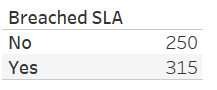 Breached SLA
No 250
Yes 315